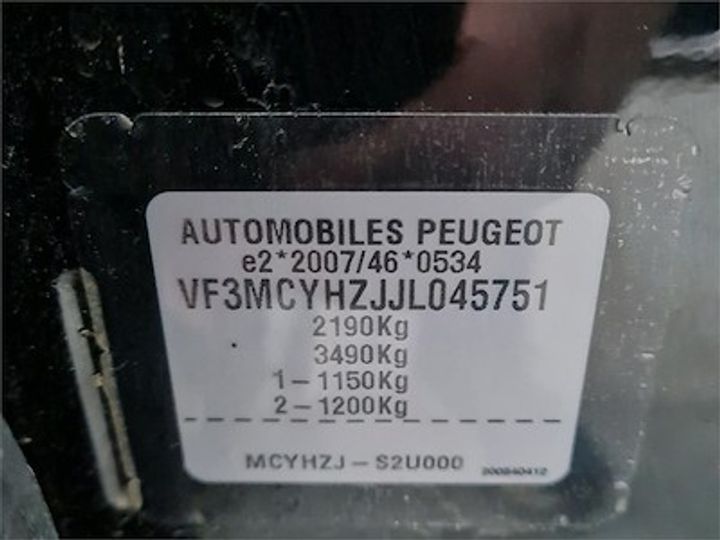 AUTOMOBILES PEUGEOT
e2*2007/46*0534
VF3MCYHZJJL045751
2190Kg
3490Kg
1-1150Kg
2-1200Kg
MCYHZJ-S2U000